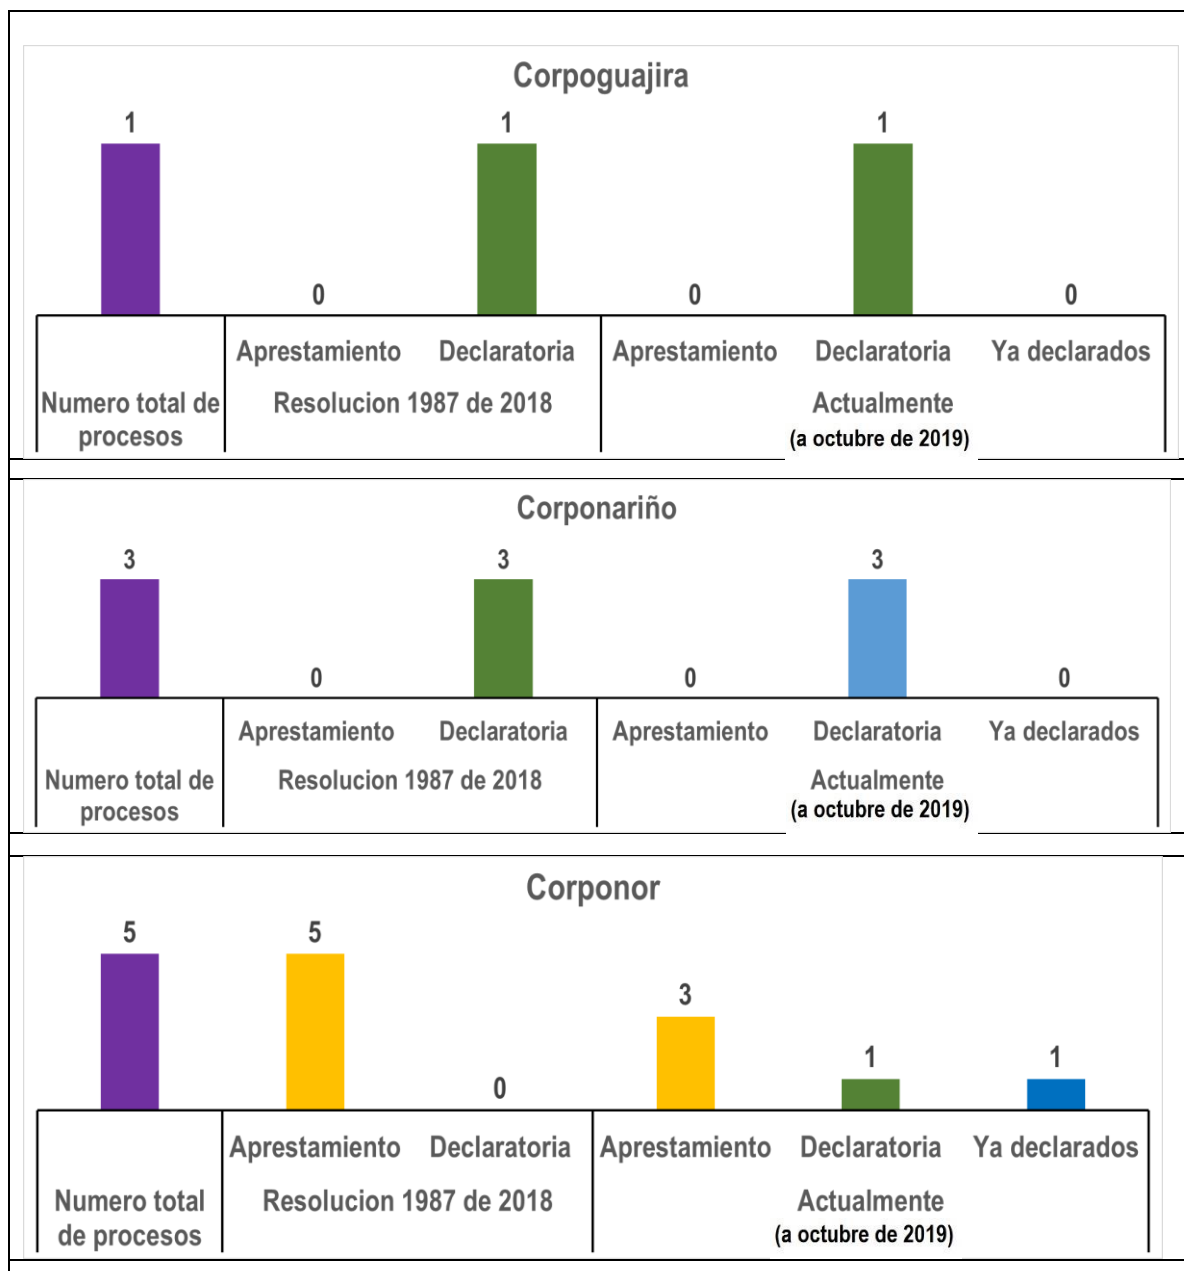 Corpoguajira
1
0
1
0
1
0
Aprestamiento Declaratoria Aprestamiento Declaratoria Ya declarados
Numero total de procesos
Resolucion 1987 de 2018
Actualmente
(a octubre de 2019)
Corponariño
3
0
3
0
3
0
Aprestamiento Declaratoria Aprestamiento Declaratoria Ya declarados
Numero total de procesos
Resolucion 1987 de 2018
Actualmente
(a octubre de 2019)
Corponor
5
5
0
3
1
1
Aprestamiento Declaratoria Aprestamiento Declaratoria Ya declarados
Numero total
de procesos
Resolucion 1987 de 2018
Actualmente
(a octubre de 2019)